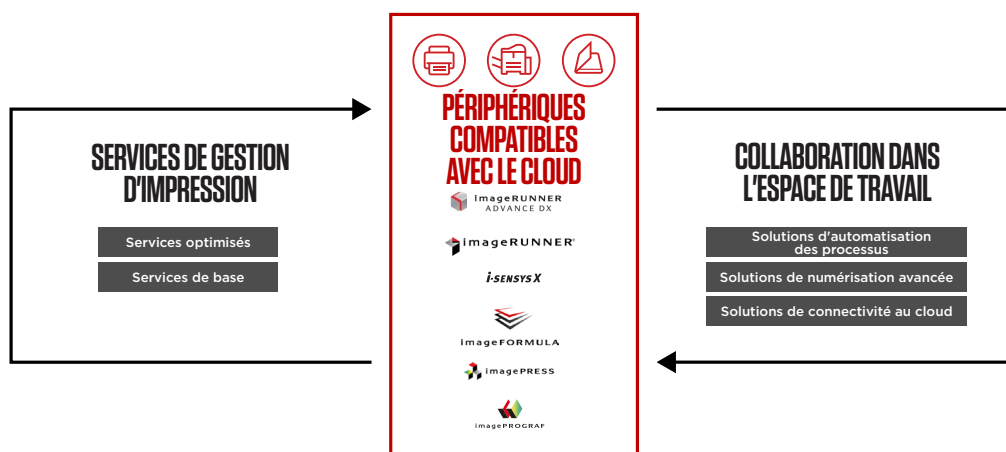 SERVICES DE GESTION
D'IMPRESSION
Services optimisés
Services de base
PÉRIPHÉRIQUES
COMPATIBLES
AVEC LE CLOUD
imageRUNNER
ADVANCE DX
imageRUNNER
i-SENSYS X
imageFORMULA
imagePRESS
imagePROGRAF
COLLABORATION DANS
L'ESPACE DE TRAVAIL
Solutions d'automatisation
des processus
Solutions de numérisation avancée
Solutions de connectivité au cloud